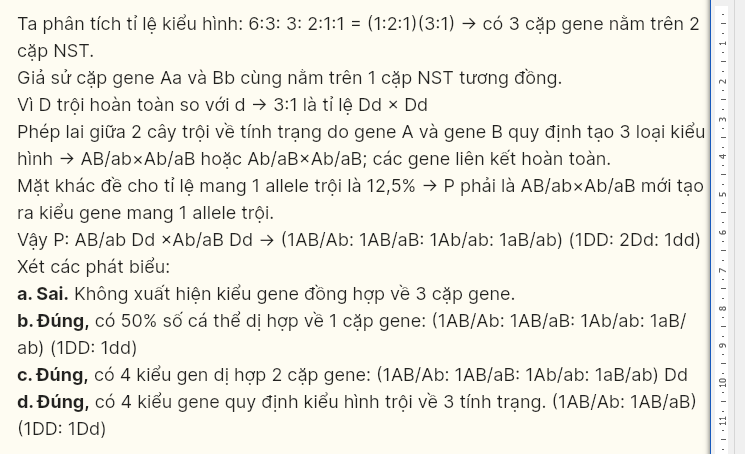 Ta phân tích tỉ lệ kiểu hình: 6:3: 3: 2:1:1 = (1:2:1)(3:1) → có 3 cặp gene nằm trên 2
cặp NST.
Giả sử cặp gene Aa và Bb cùng nằm trên 1 cặp NST tương đồng.
Vì D trội hoàn toàn so với d → 3:1 là tỉ lệ Dd × Dd
Phép lai giữa 2 cây trội về tính trạng do gene A và gene B quy định tạo 3 loại kiểu
hình → AB/ab×Ab/aB hoặc Ab/aB×Ab/aB; các gene liên kết hoàn toàn.
Mặt khác đề cho tỉ lệ mang 1 allele trội là 12,5% → P phải là AB/ab×Ab/aB mới tạo
ra kiểu gene mang 1 allele trội.
Vậy P: AB/ab Dd ×Ab/aB Dd → (1AB/Ab: 1AB/aB: 1Ab/ab: 1aB/ab) (1DD: 2Dd: 1dd)
Xét các phát biểu:
a. Sai. Không xuất hiện kiểu gene đồng hợp về 3 cặp gene.
b. Đúng, có 50% số cá thể dị hợp về 1 cặp gene: (1AB/Ab: 1AB/aB: 1Ab/ab: 1aB/
ab) (1DD: 1dd)
c. Đúng, có 4 kiểu gen dị hợp 2 cặp gene: (1AB/Ab: 1AB/aB: 1Ab/ab: 1aB/ab) Dd
d. Đúng, có 4 kiểu gene quy định kiểu hình trội về 3 tính trạng. (1AB/Ab: 1AB/aB)
(1DD: 1Dd)
1
2
3
4
5
6
7
8
9
10
11